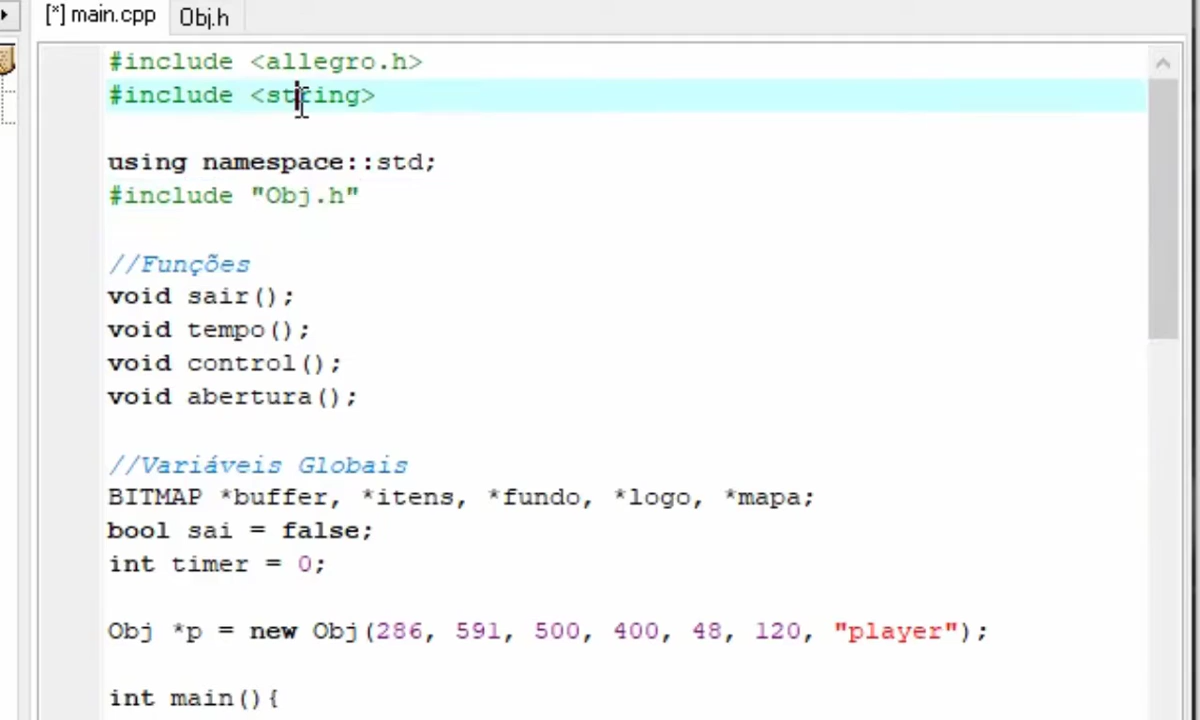 [*] main.cpp
Obj.h
#include <allegro.h>
#include <string>
using namespace::std;
#include "Obj.h"
//Funções
void sair();
void tempo();
void control();
void abertura();
//Variáveis Globais
BITMAP *buffer, *itens, *fundo, *logo, *mapa;
bool sai = false;
int timer = 0;
Obj *p = new Obj(286, 591, 500, 400, 48, 120, "player");
int main(){